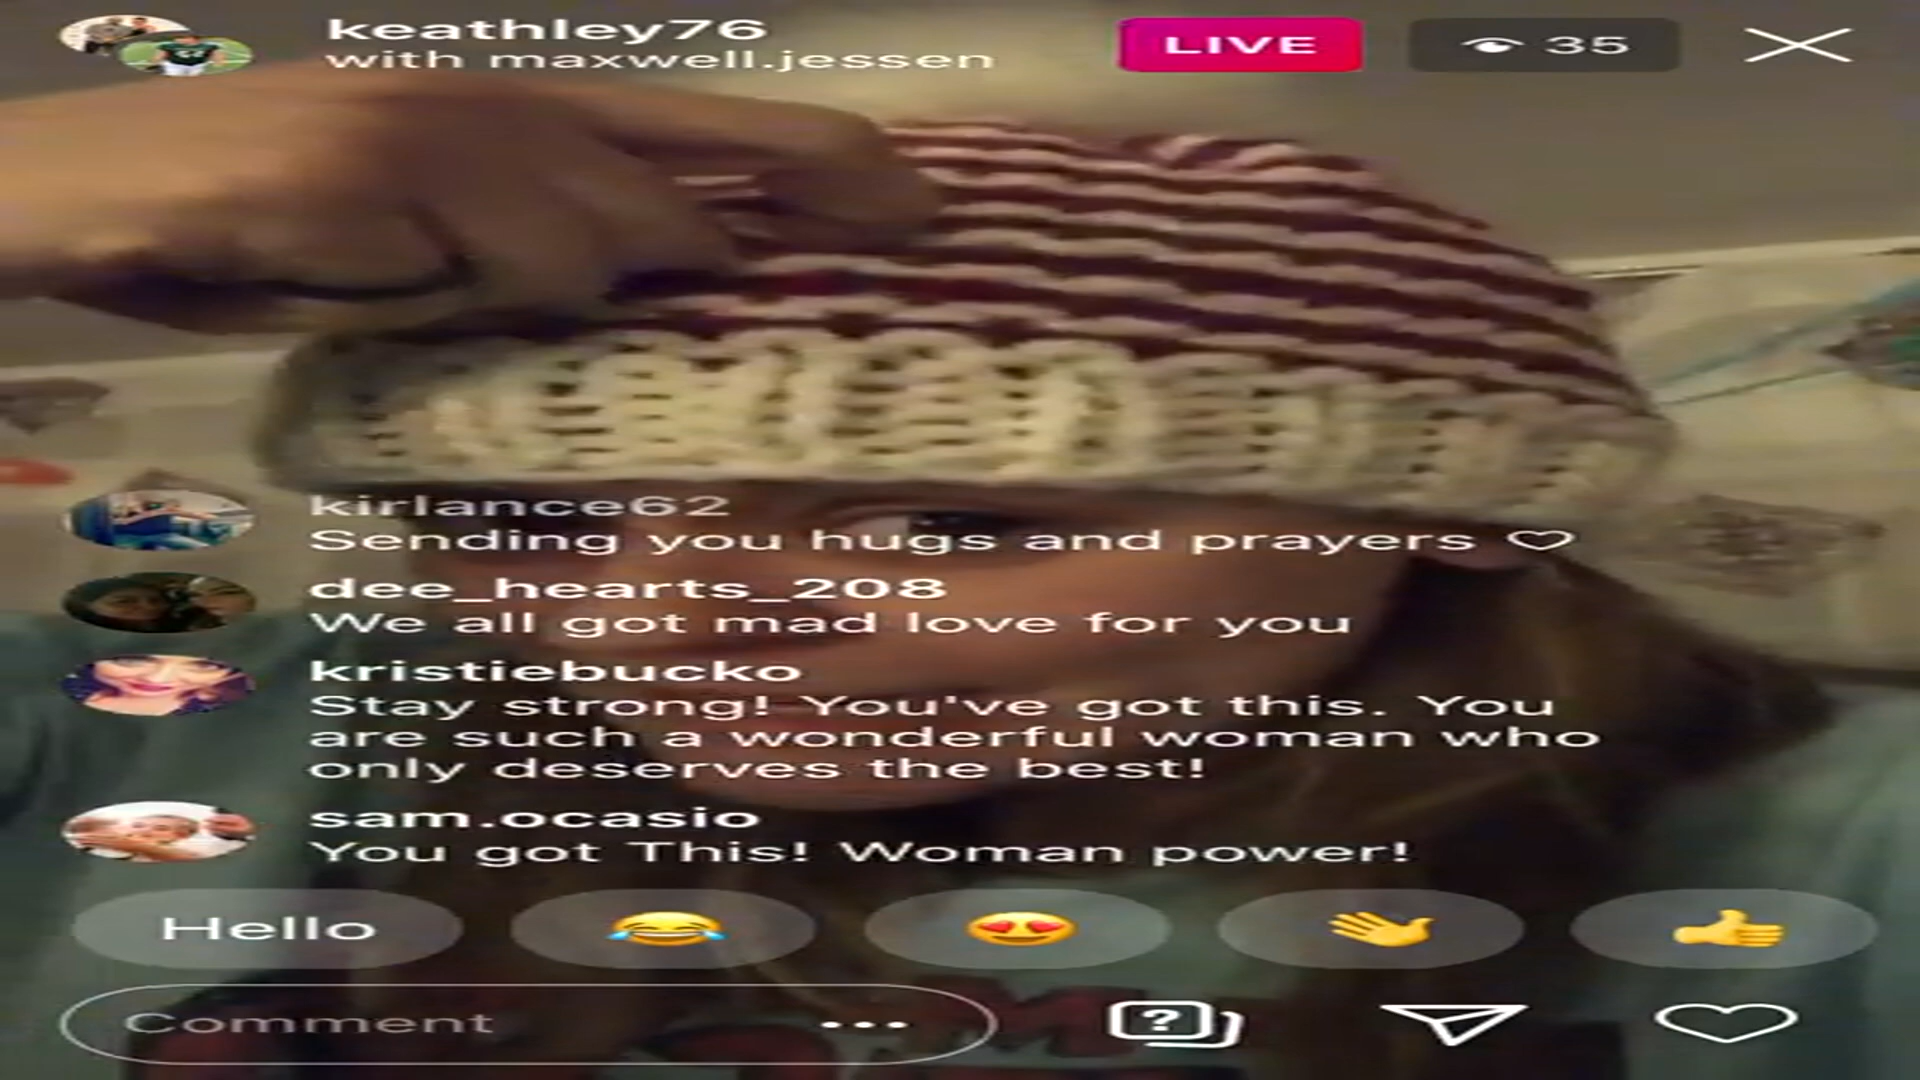 keathley76
with maxwell.jessen
LIVE
35
kirlance62
Sending you hugs and prayers ♡
dee_hearts_208
We all got mad love for you
kristiebucko
Stay strong! You've got this. You
are such a wonderful woman who
only deserves the best!
sam.ocasio
You got This! Woman power!
Hello 😂 😍 👋 👍
Comment ...
?